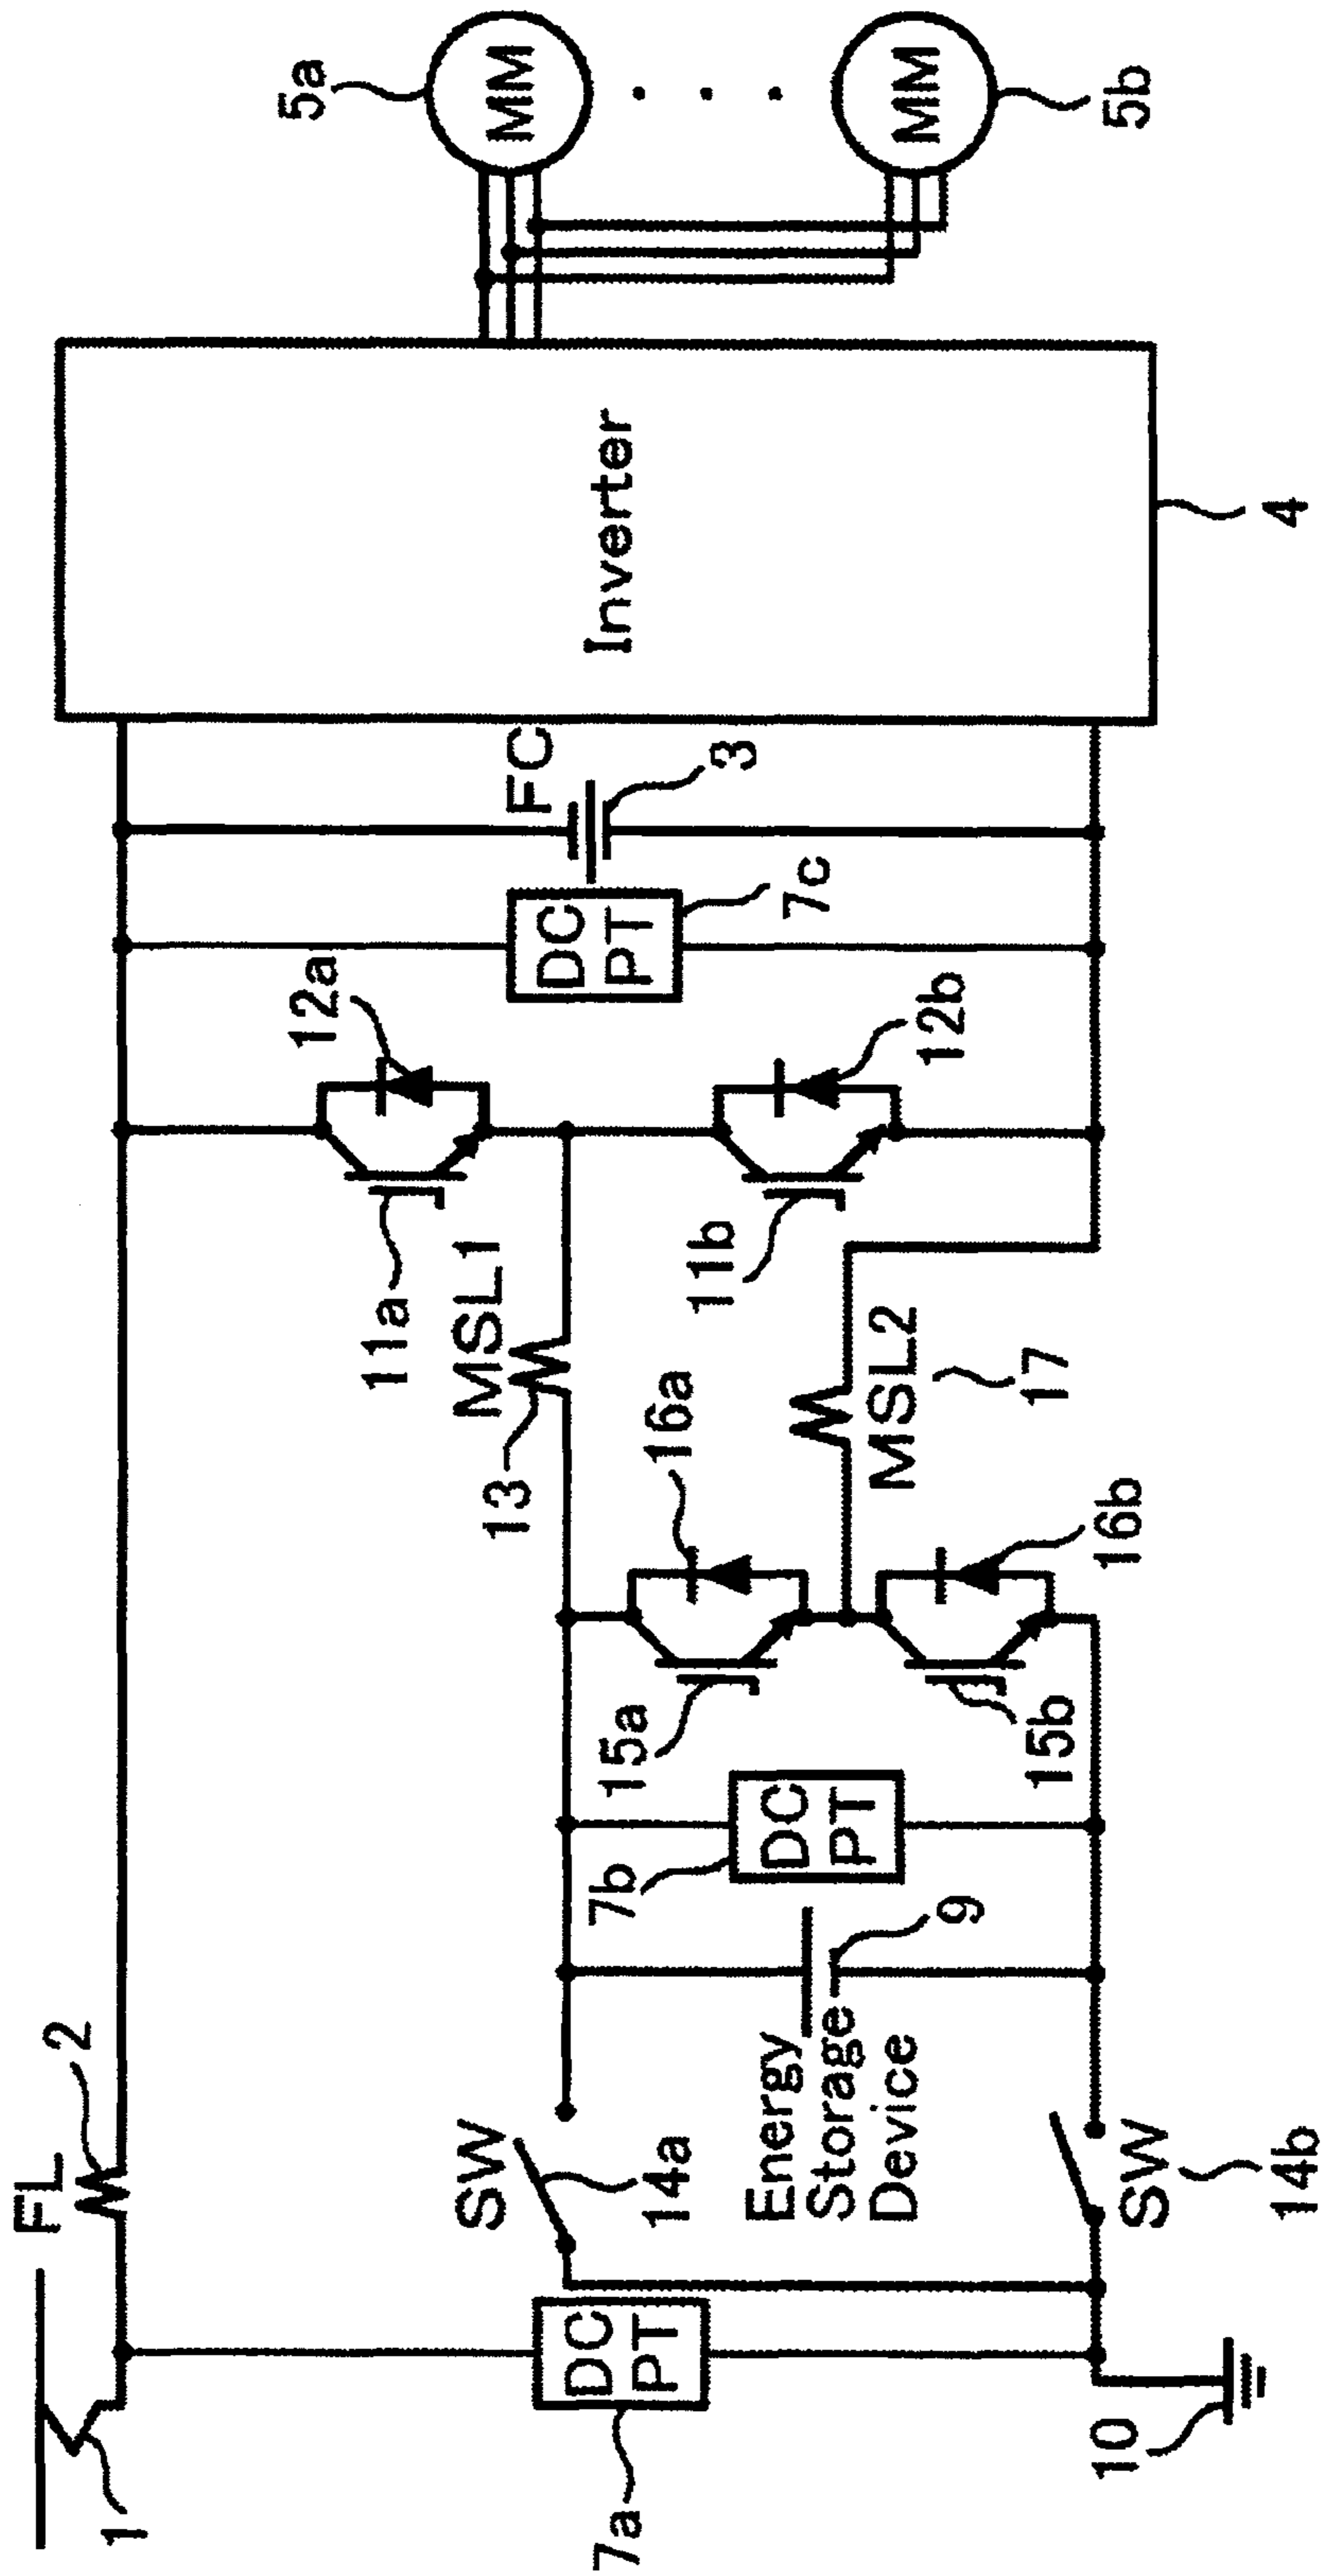 FL
2
1
7a
DC
PT
10
SW
14a
SW
14b
Energy
Storage
Device
9
7b
DC
PT
15a
16a
15b
16b
13
MSL1
MSL2
17
11a
12a
11b
12b
DC
PT
7c
FC
3
Inverter
4
MM
5a
MM
5b